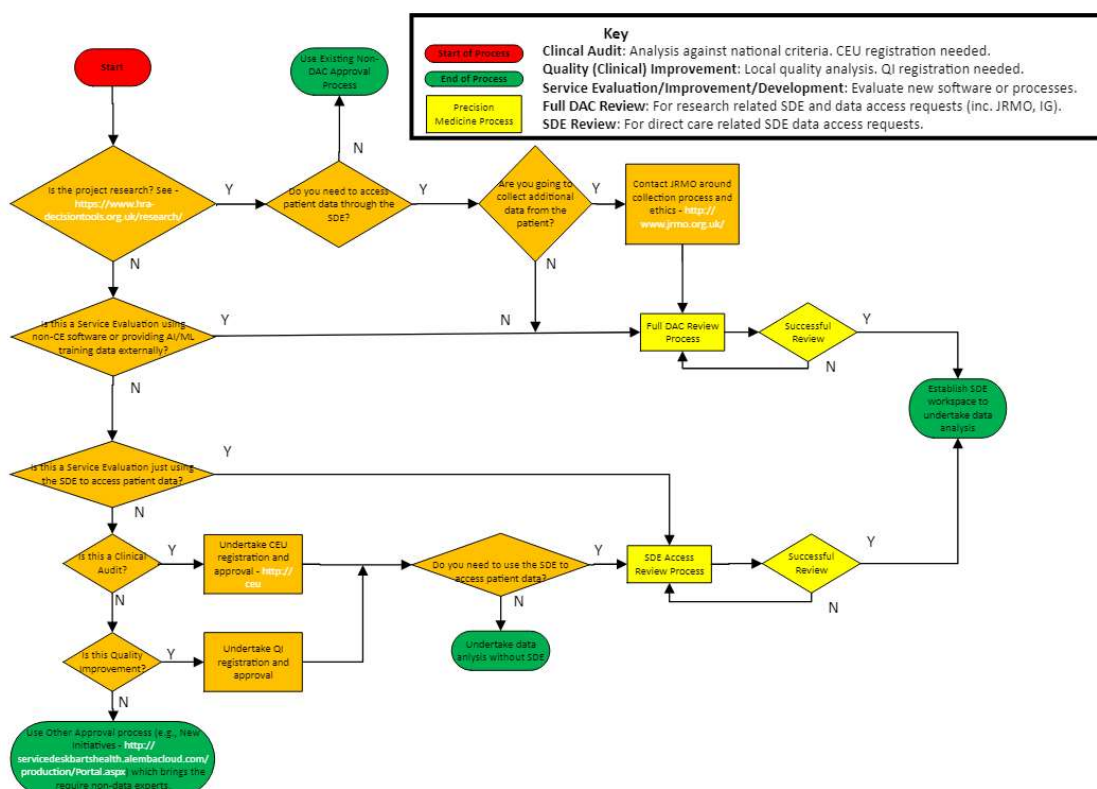 Key
Start of Process
Clincal Audit: Analysis against national criteria. CEU registration needed.
End of Process
Quality (Clinical) Improvement: Local quality analysis. QI registration needed.
Service Evaluation/Improvement/Development: Evaluate new software or processes.
Precision
Medicine Process
Full DAC Review: For research related SDE and data access requests (inc. JRMO, IG).
SDE Review: For direct care related SDE data access requests.
Start
Use Existing Non-
DAC Approval
Process
N
Is the project research? See -
https://www.hra-
decisiontools.org.uk/research/
Y
Do you need to access
patient data through the
SDE?
Y
Are you going to
collect additional
data from the
patient?
Y
Contact JRMO around
collection process and
ethics - http://
www.jrmo.org.uk/
N
N
Is this a Service Evaluation using
non-CE software or providing AI/ML
training data externally?
Y
Full DAC Review
Process
Successful
Review
Y
N
N
Establish SDE
workspace to
undertake data
analysis
Is this a Service Evaluation just using
the SDE to access patient data?
Y
N
Is this a Clinical
Audit?
Y
Undertake CEU
registration and
approval - http://
ceu
Do you need to use the SDE to
access patient data?
Y
SDE Access
Review Process
Successful
Review
Y
N
N
N
Undertake data
anlysis without SDE
Is this Quality
Improvement?
Y
Undertake QI
registration and
approval
N
Use Other Approval process (e.g., New
Initiatives - http://
servicedeskbartshealth.alembacloud.com/
production/Portal.aspx) which brings the
require non-data experts.